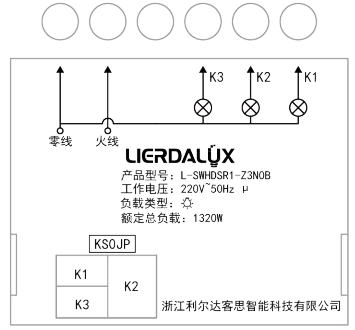 K3 K2 K1
零线 火线
LIERDALUX
产品型号: L-SWHDSR1-Z3N0B
工作电压: 220V~50Hz μ
负载类型:
额定总负载: 1320W
KS0JP
K1
K2
K3
浙江利尔达客思智能科技有限公司